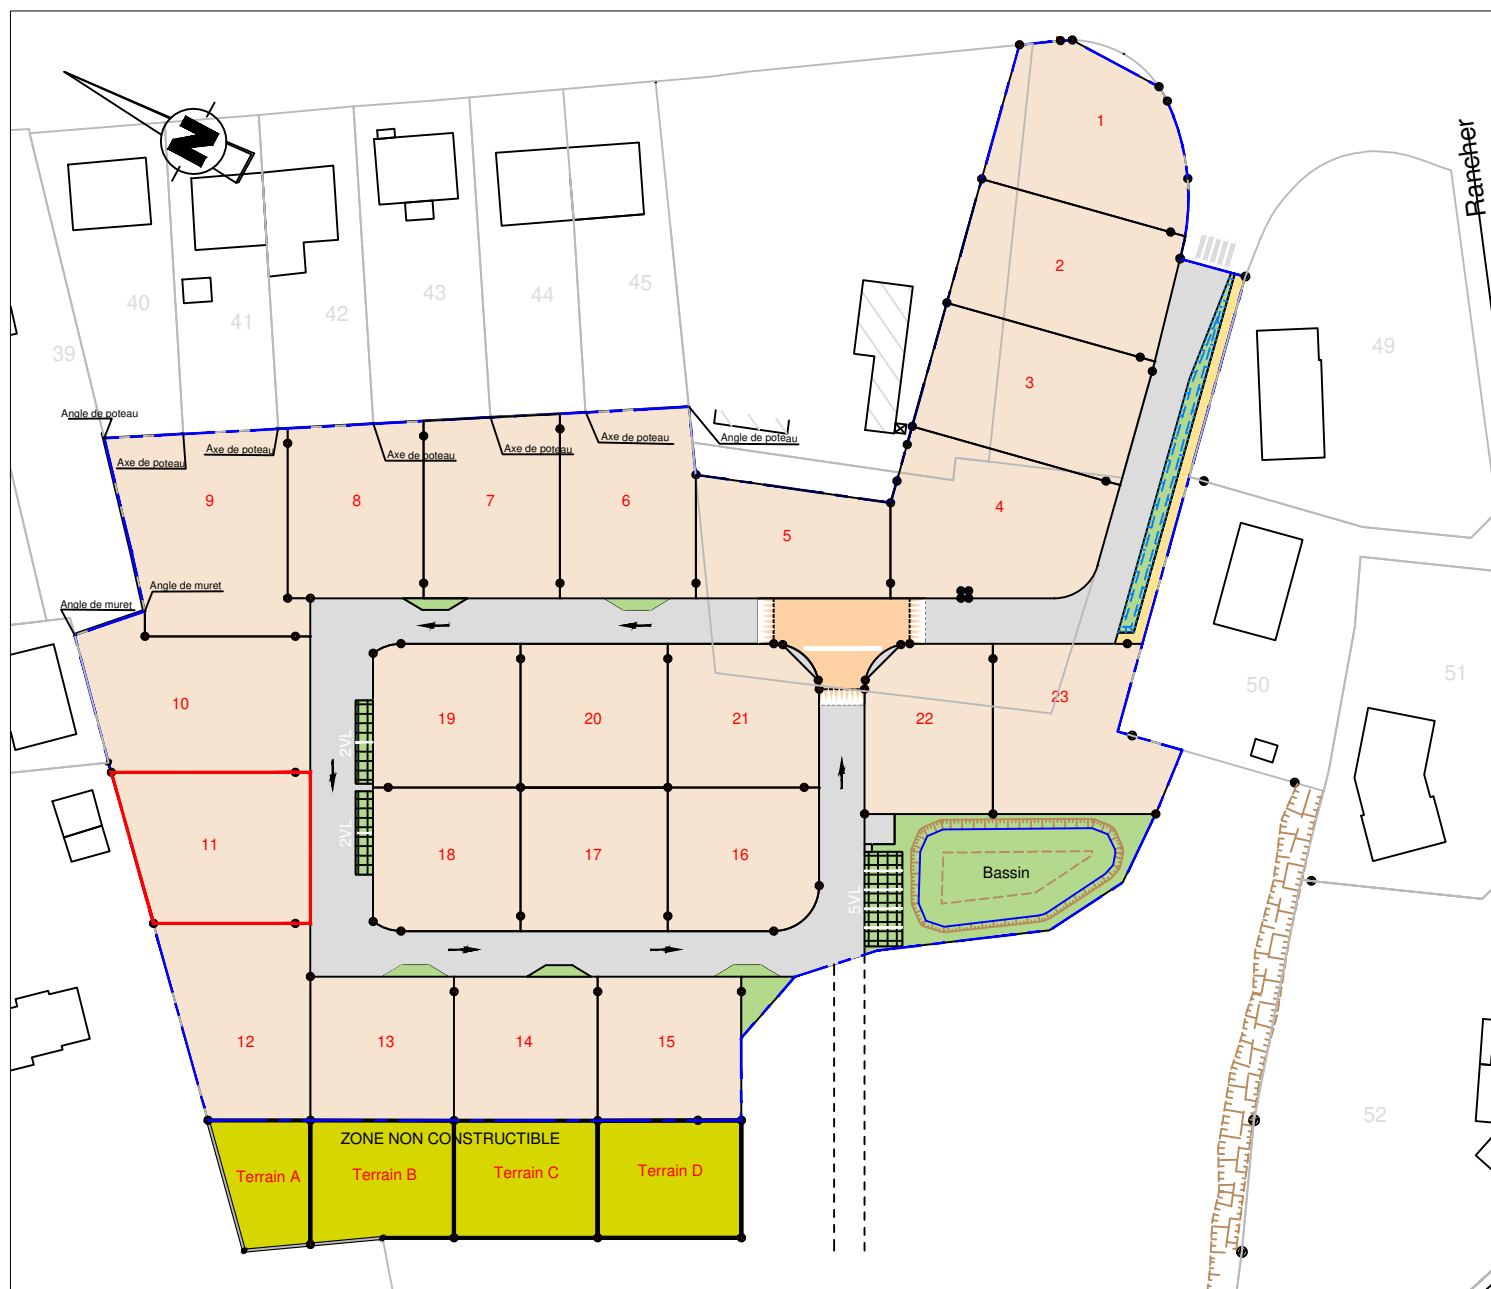 1
Rancher
N
2
45
44
43
40
42
41
49
39
3
Angle de poteau
Axe de poteau
Angle de poteau
Axe de poteau
Axe de poteau
Axe de poteau
Axe de poteau
9
8
7
6
4
5
Angle de muret
Angle de muret
51
50
23
10
19
20
21
22
2VL
2VL
11
18
17
16
Bassin
5VL
12
13
14
15
52
ZONE NON CONSTRUCTIBLE
Terrain A
Terrain B
Terrain C
Terrain D